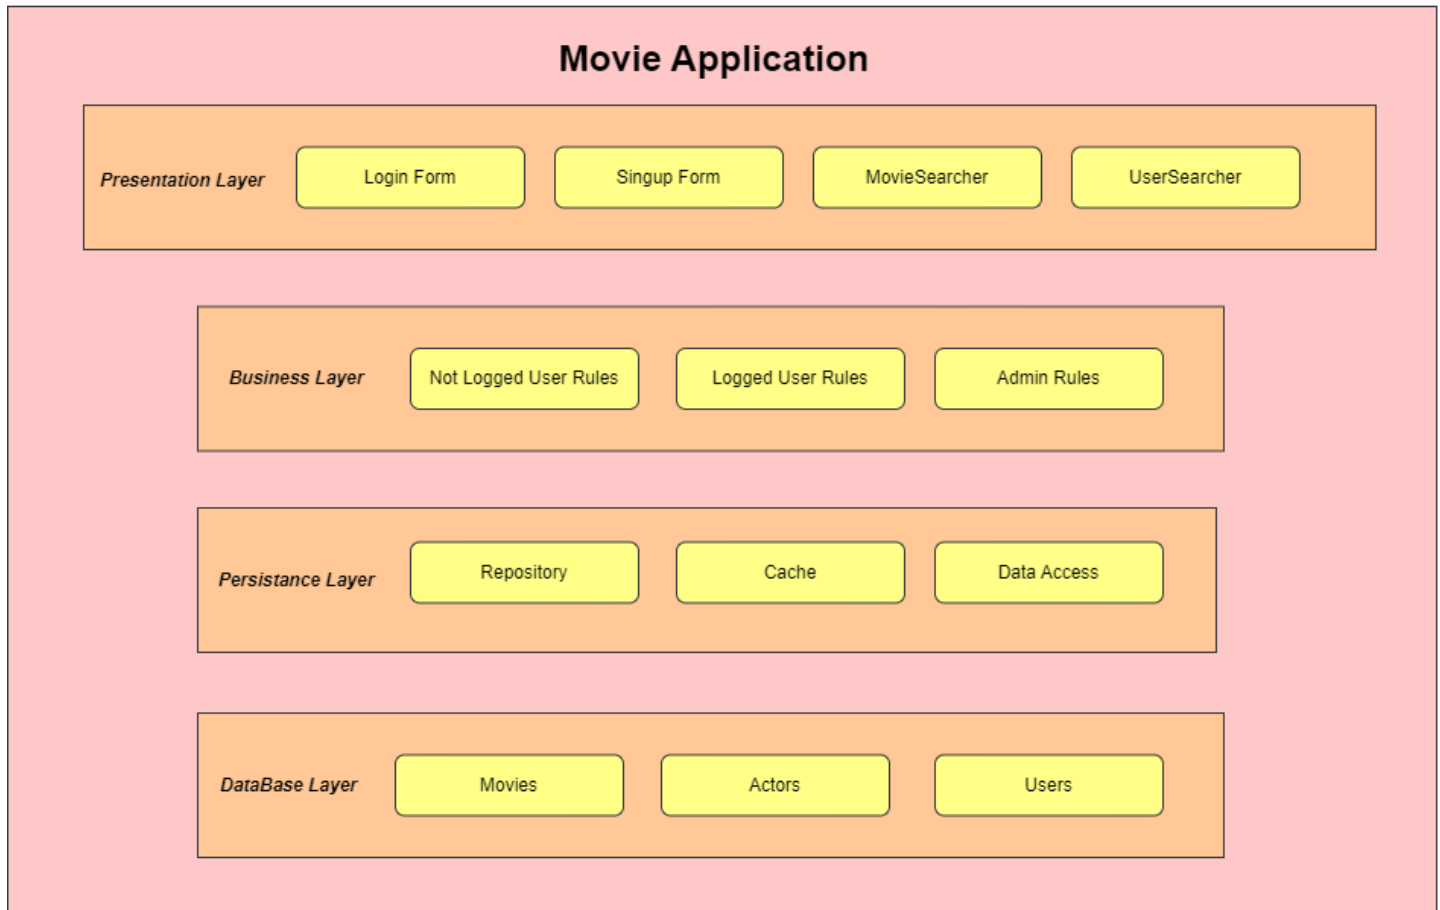 Movie Application
Presentation Layer
Login Form
Singup Form
MovieSearcher
UserSearcher
Business Layer
Not Logged User Rules
Logged User Rules
Admin Rules
Persistance Layer
Repository
Cache
Data Access
DataBase Layer
Movies
Actors
Users